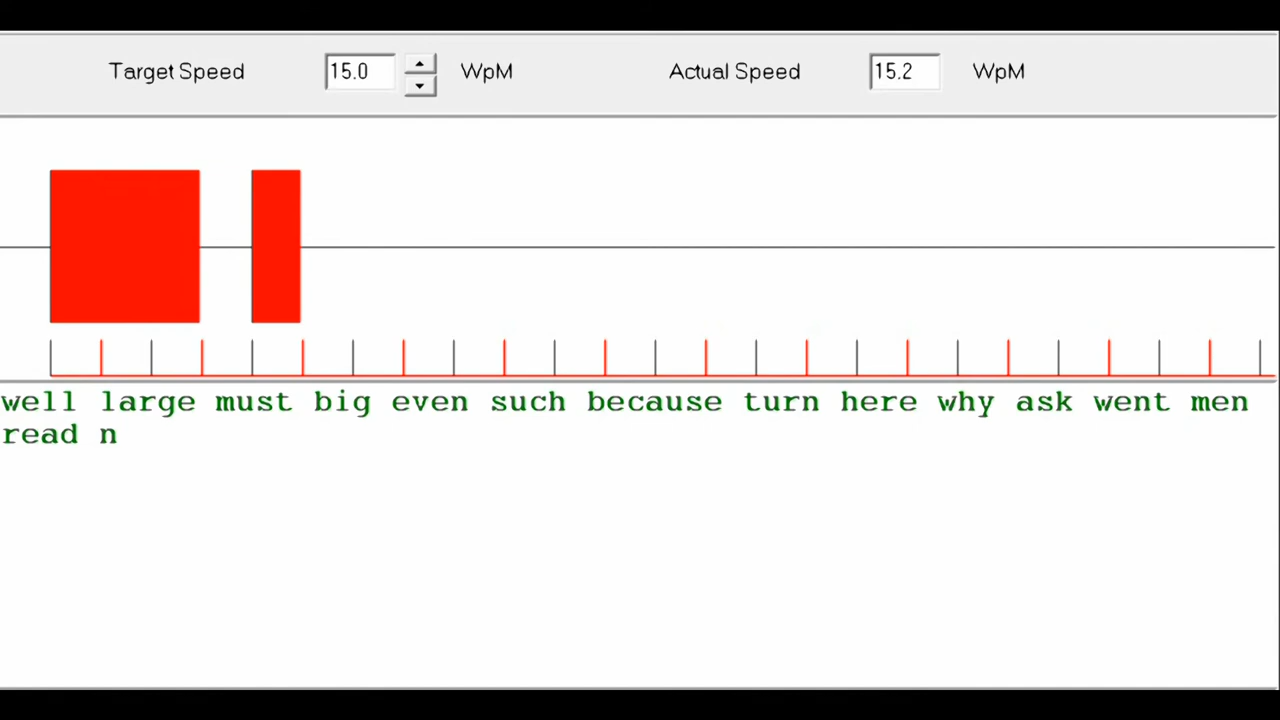 Target Speed 15.0 WpM Actual Speed 15.2 WpM
well large must big even such because turn here why ask went men
read n